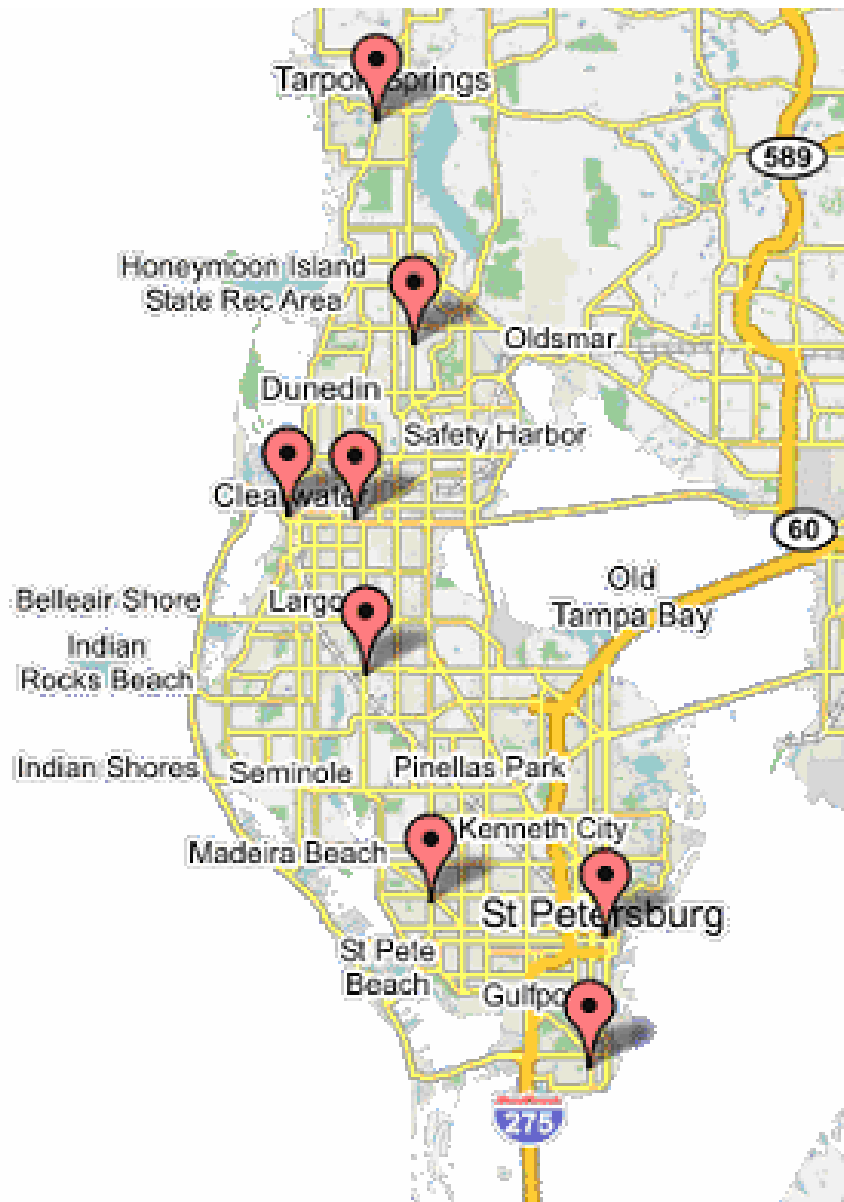 Tarpon Springs
589
Honeymoon Island
State Rec Area
Oldsmar
Dunedin
Safety Harbor
Clearwater
60
Old
Tampa Bay
Belleair Shore
Largo
Indian
Rocks Beach
Indian Shores
Seminole
Pinellas Park
Kenneth City
Madeira Beach
St Petersburg
St Pete
Beach
Gulfpo
275